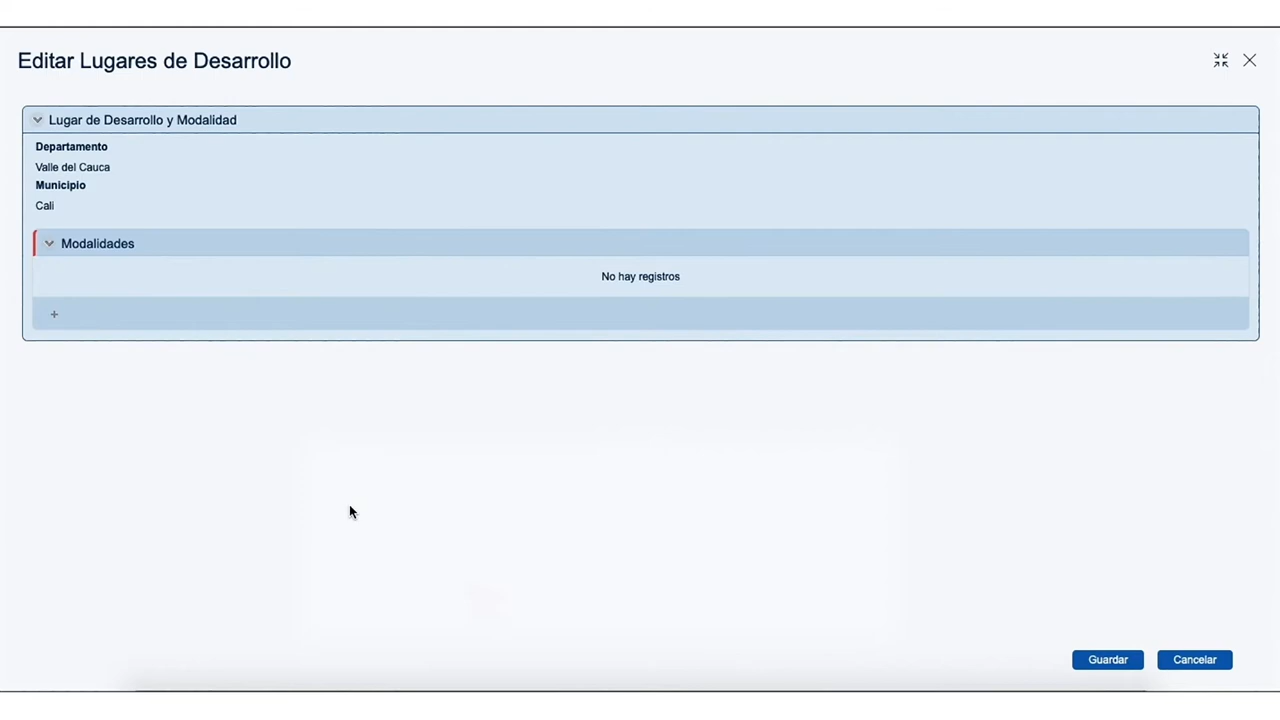 Editar Lugares de Desarrollo
Lugar de Desarrollo y Modalidad
Departamento
Valle del Cauca
Municipio
Cali
Modalidades
No hay registros
+
Guardar
Cancelar